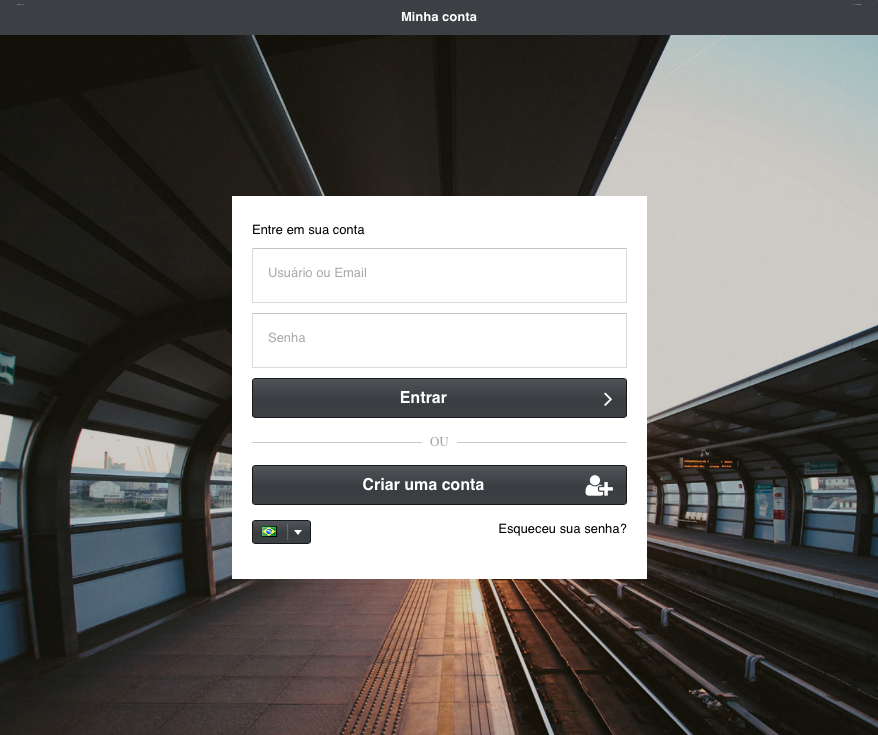 Minha conta
Entre em sua conta
Usuário ou Email
Senha
Entrar
OU
Criar uma conta
Esqueceu sua senha?